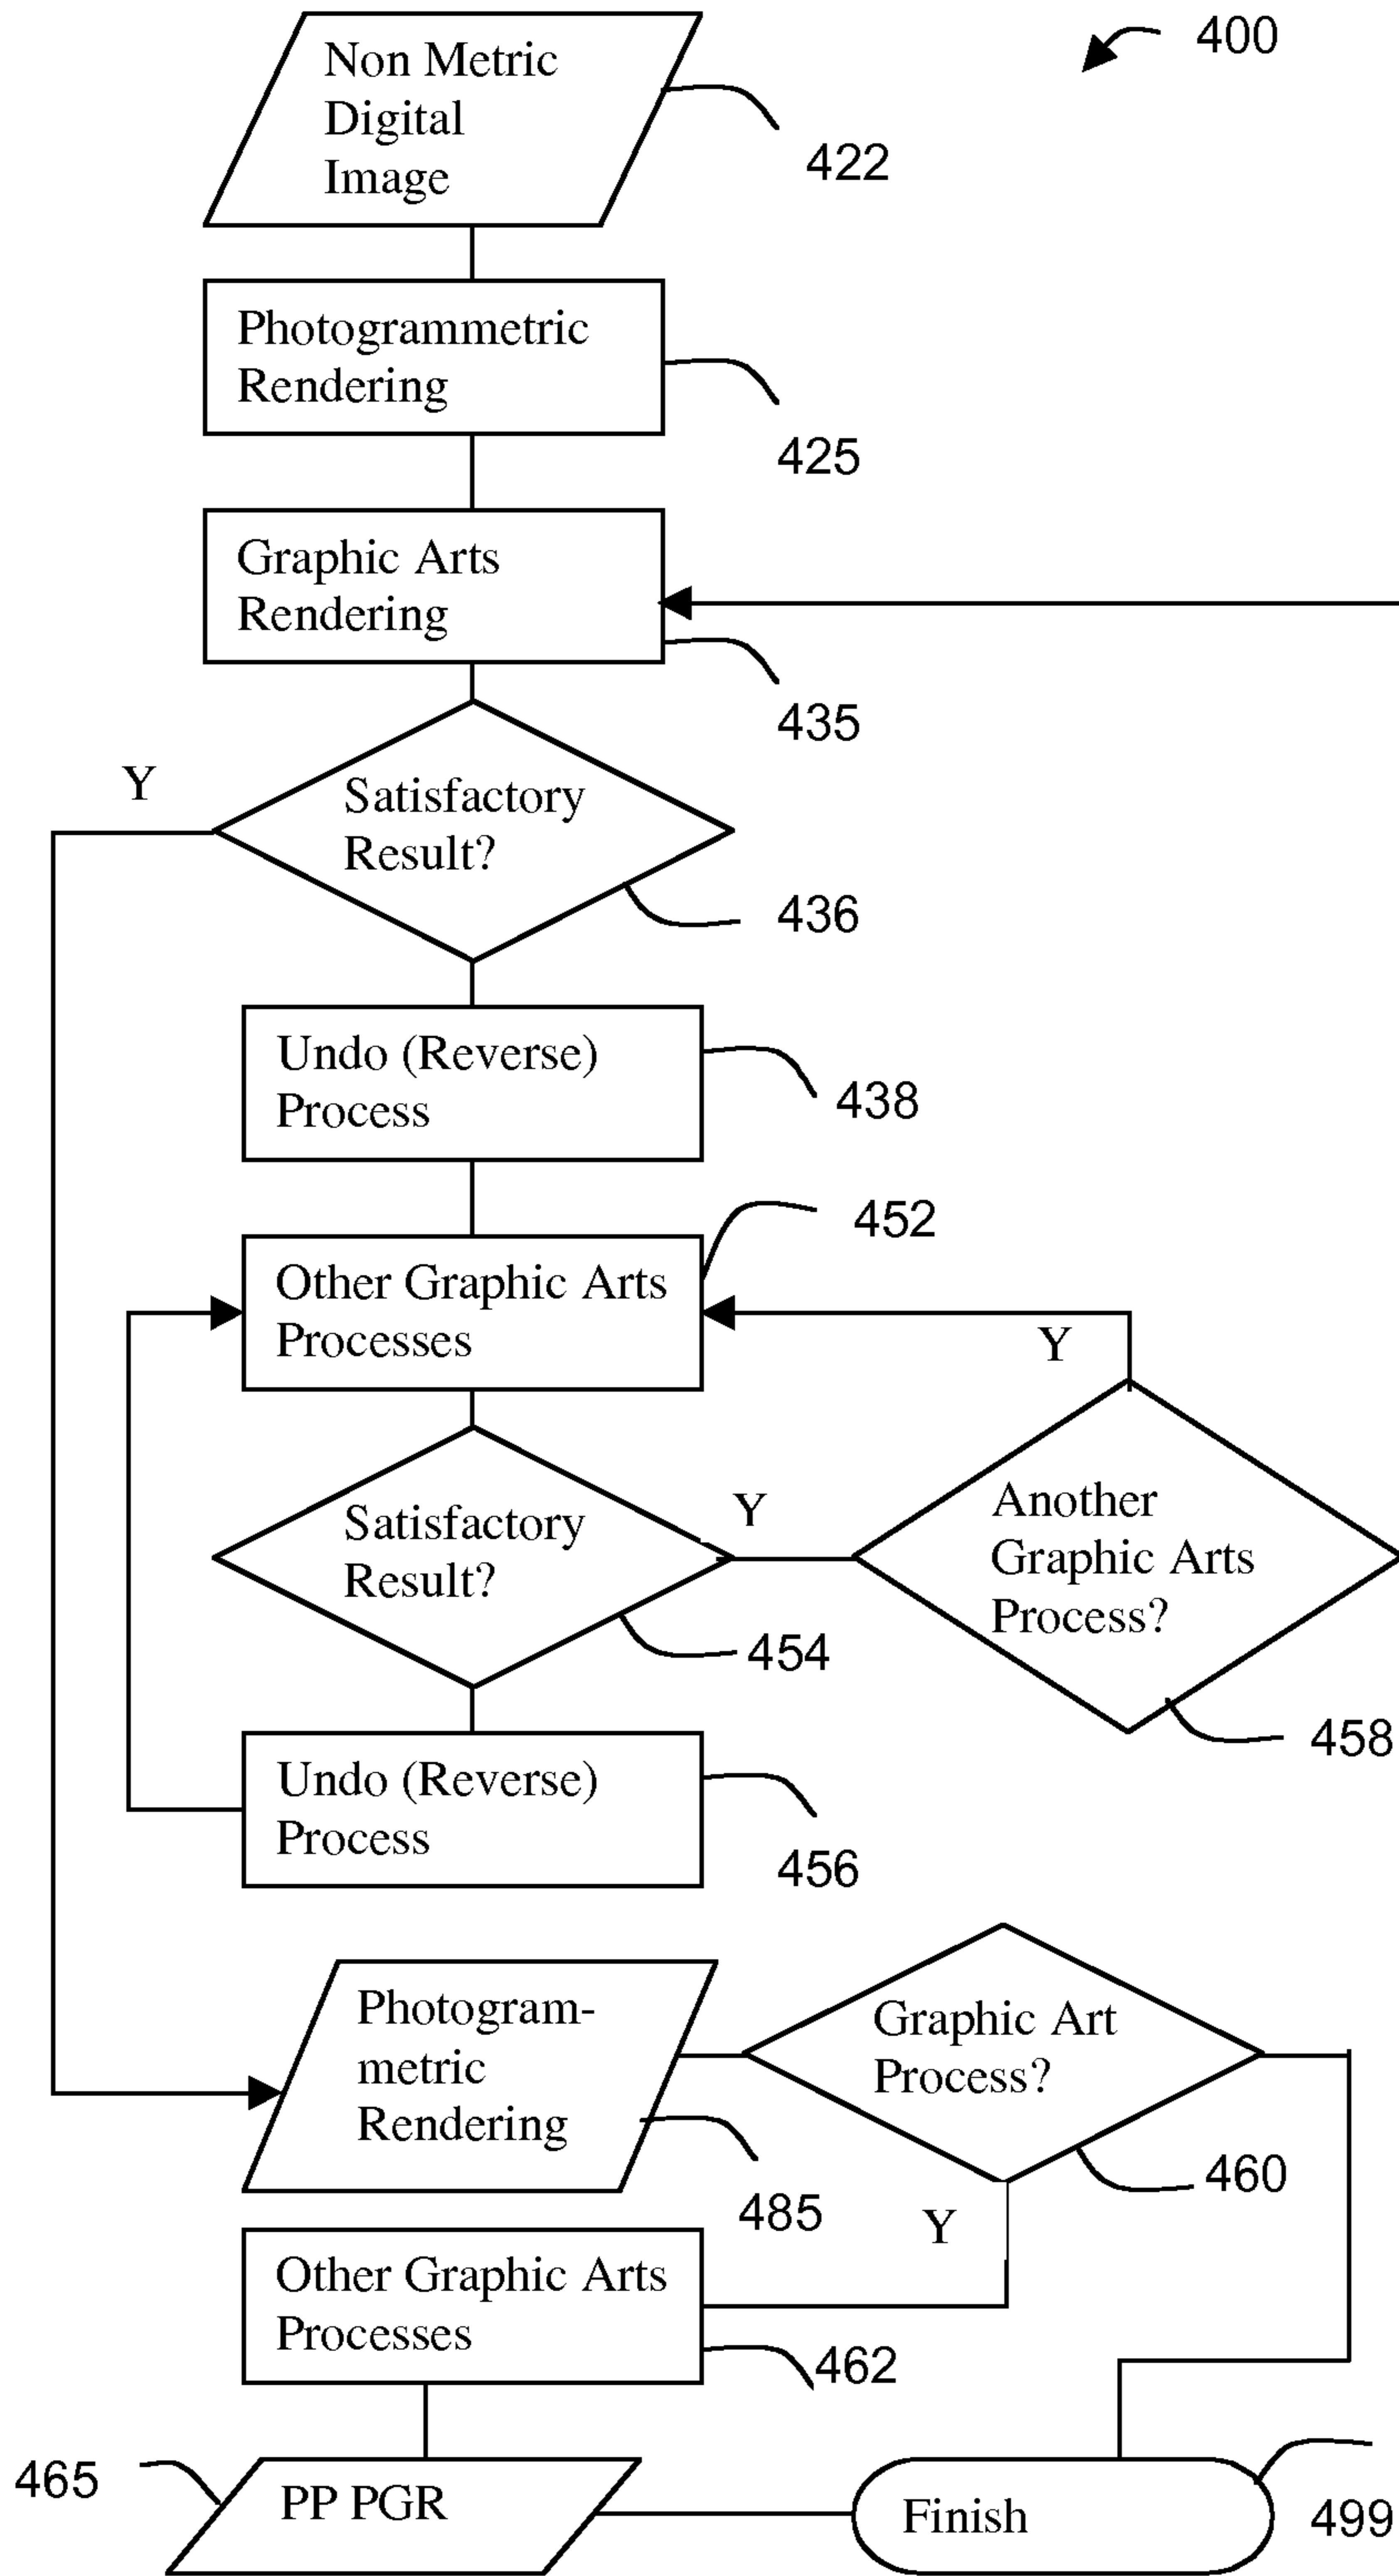 400
Non Metric
Digital
Image
422
Photogrammetric
Rendering
425
Graphic Arts
Rendering
435
Y
Satisfactory
Result?
436
Undo (Reverse)
Process
438
452
Other Graphic Arts
Processes
Y
Satisfactory
Result?
Y
Another
Graphic Arts
Process?
454
458
Undo (Reverse)
Process
456
Photogram-
metric
Rendering
485
Graphic Art
Process?
460
Y
Other Graphic Arts
Processes
462
465
PP PGR
Finish
499